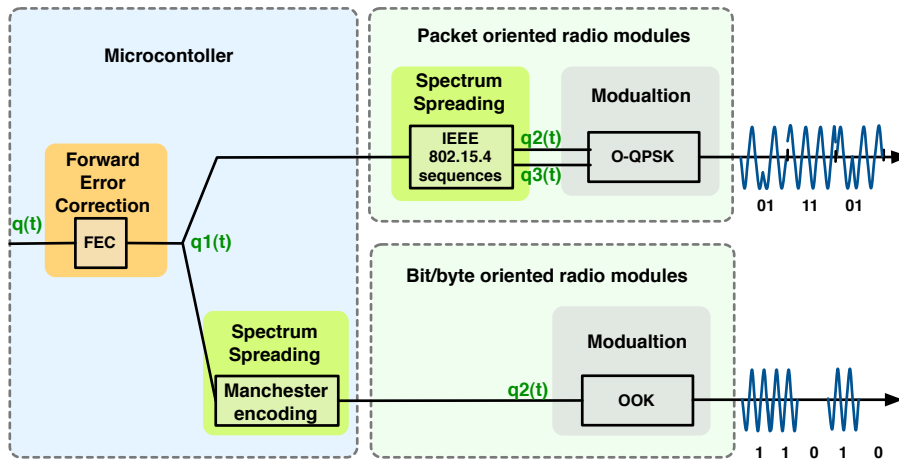 Microcontoller
Packet oriented radio modules
Spectrum
Spreading
Modualtion
IEEE
802.15.4
sequences
q2(t)
q3(t)
O-QPSK
01 11 01
Forward
Error
Correction
q(t)
FEC
q1(t)
Bit/byte oriented radio modules
Spectrum
Spreading
Modualtion
Manchester
encoding
q2(t)
OOK
1 1 0 1 0